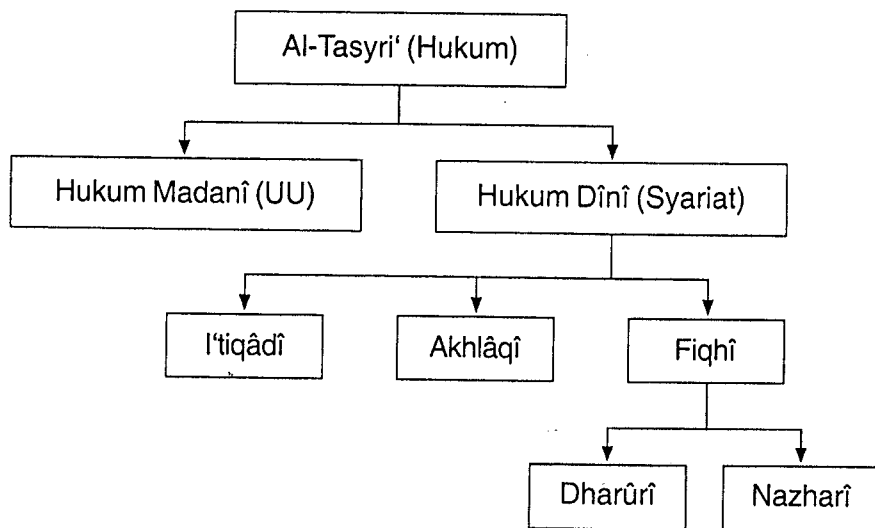 Al-Tasyri‘ (Hukum)
Hukum Madanî (UU)
Hukum Dînî (Syariat)
I‘tiqâdî
Akhlâqî
Fiqhî
Dharûrî
Nazharî